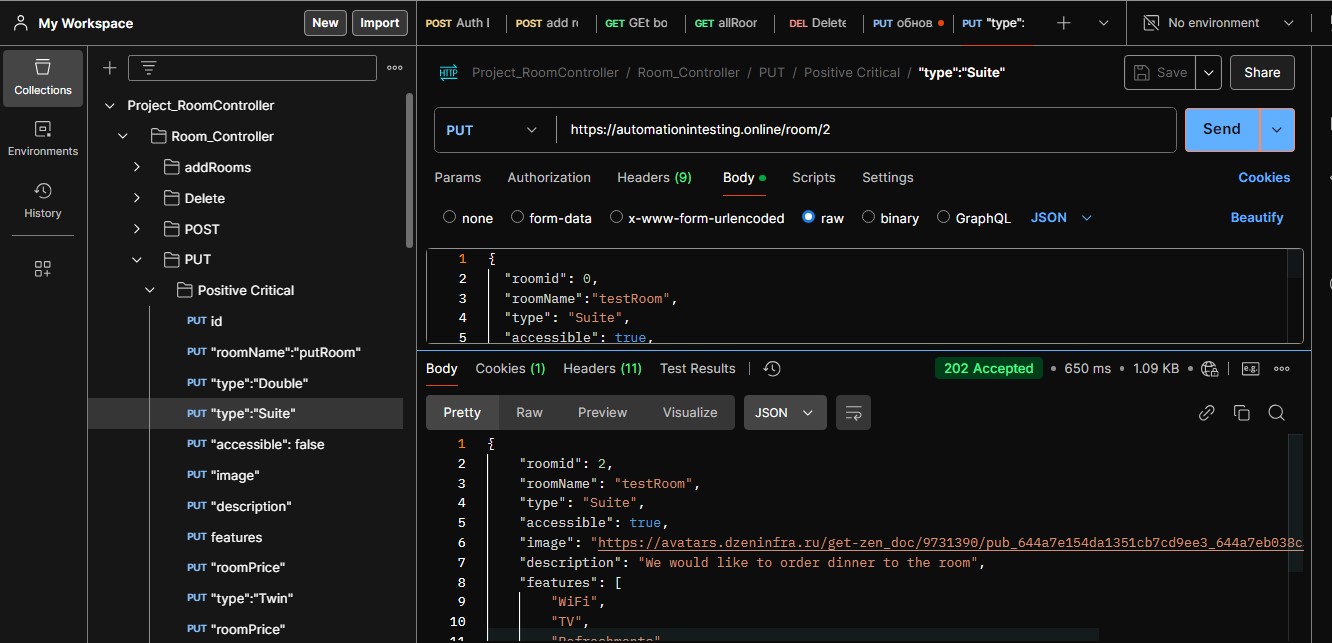 My Workspace
New
Import
POST Auth
POST add
GET GEt bo
GET allRoor
DEL Delete
PUT обнов
PUT "type":
No environment
Collections
Environments
History
Project_RoomController
Room_Controller
addRooms
Delete
POST
PUT
Positive Critical
PUT id
PUT "roomName":"putRoom"
PUT "type":"Double"
PUT "type":"Suite"
PUT "accessible": false
PUT "image"
PUT "description"
PUT features
PUT "roomPrice"
PUT "type":"Twin"
PUT "roomPrice"
HTTP Project_RoomController / Room_Controller / PUT / Positive Critical / "type":"Suite"
Save
Share
PUT
https://automationintesting.online/room/2
Send
Params Authorization Headers (9) Body Scripts Settings Cookies
none form-data x-www-form-urlencoded raw binary GraphQL JSON Beautify
1 {
2 "roomid": 0,
3 "roomName":"testRoom",
4 "type": "Suite",
5 "accessible": true,
Body Cookies (1) Headers (11) Test Results 202 Accepted • 650 ms • 1.09 KB • e.g.
Pretty Raw Preview Visualize JSON
1 {
2 "roomid": 2,
3 "roomName": "testRoom",
4 "type": "Suite",
5 "accessible": true,
6 "image": "https://avatars.dzeninfra.ru/get-zen_doc/9731390/pub_644a7e154da1351cb7cd9ee3_644a7eb038c
7 "description": "We would like to order dinner to the room",
8 "features": [
9 "WiFi",
10 "TV",
11 "Refreshments"